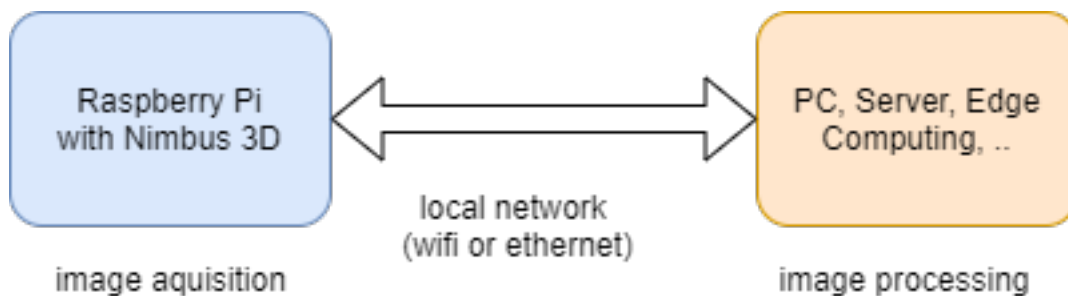 Raspberry Pi
with Nimbus 3D
PC, Server, Edge
Computing, ..
local network
(wifi or ethernet)
image aquisition
image processing